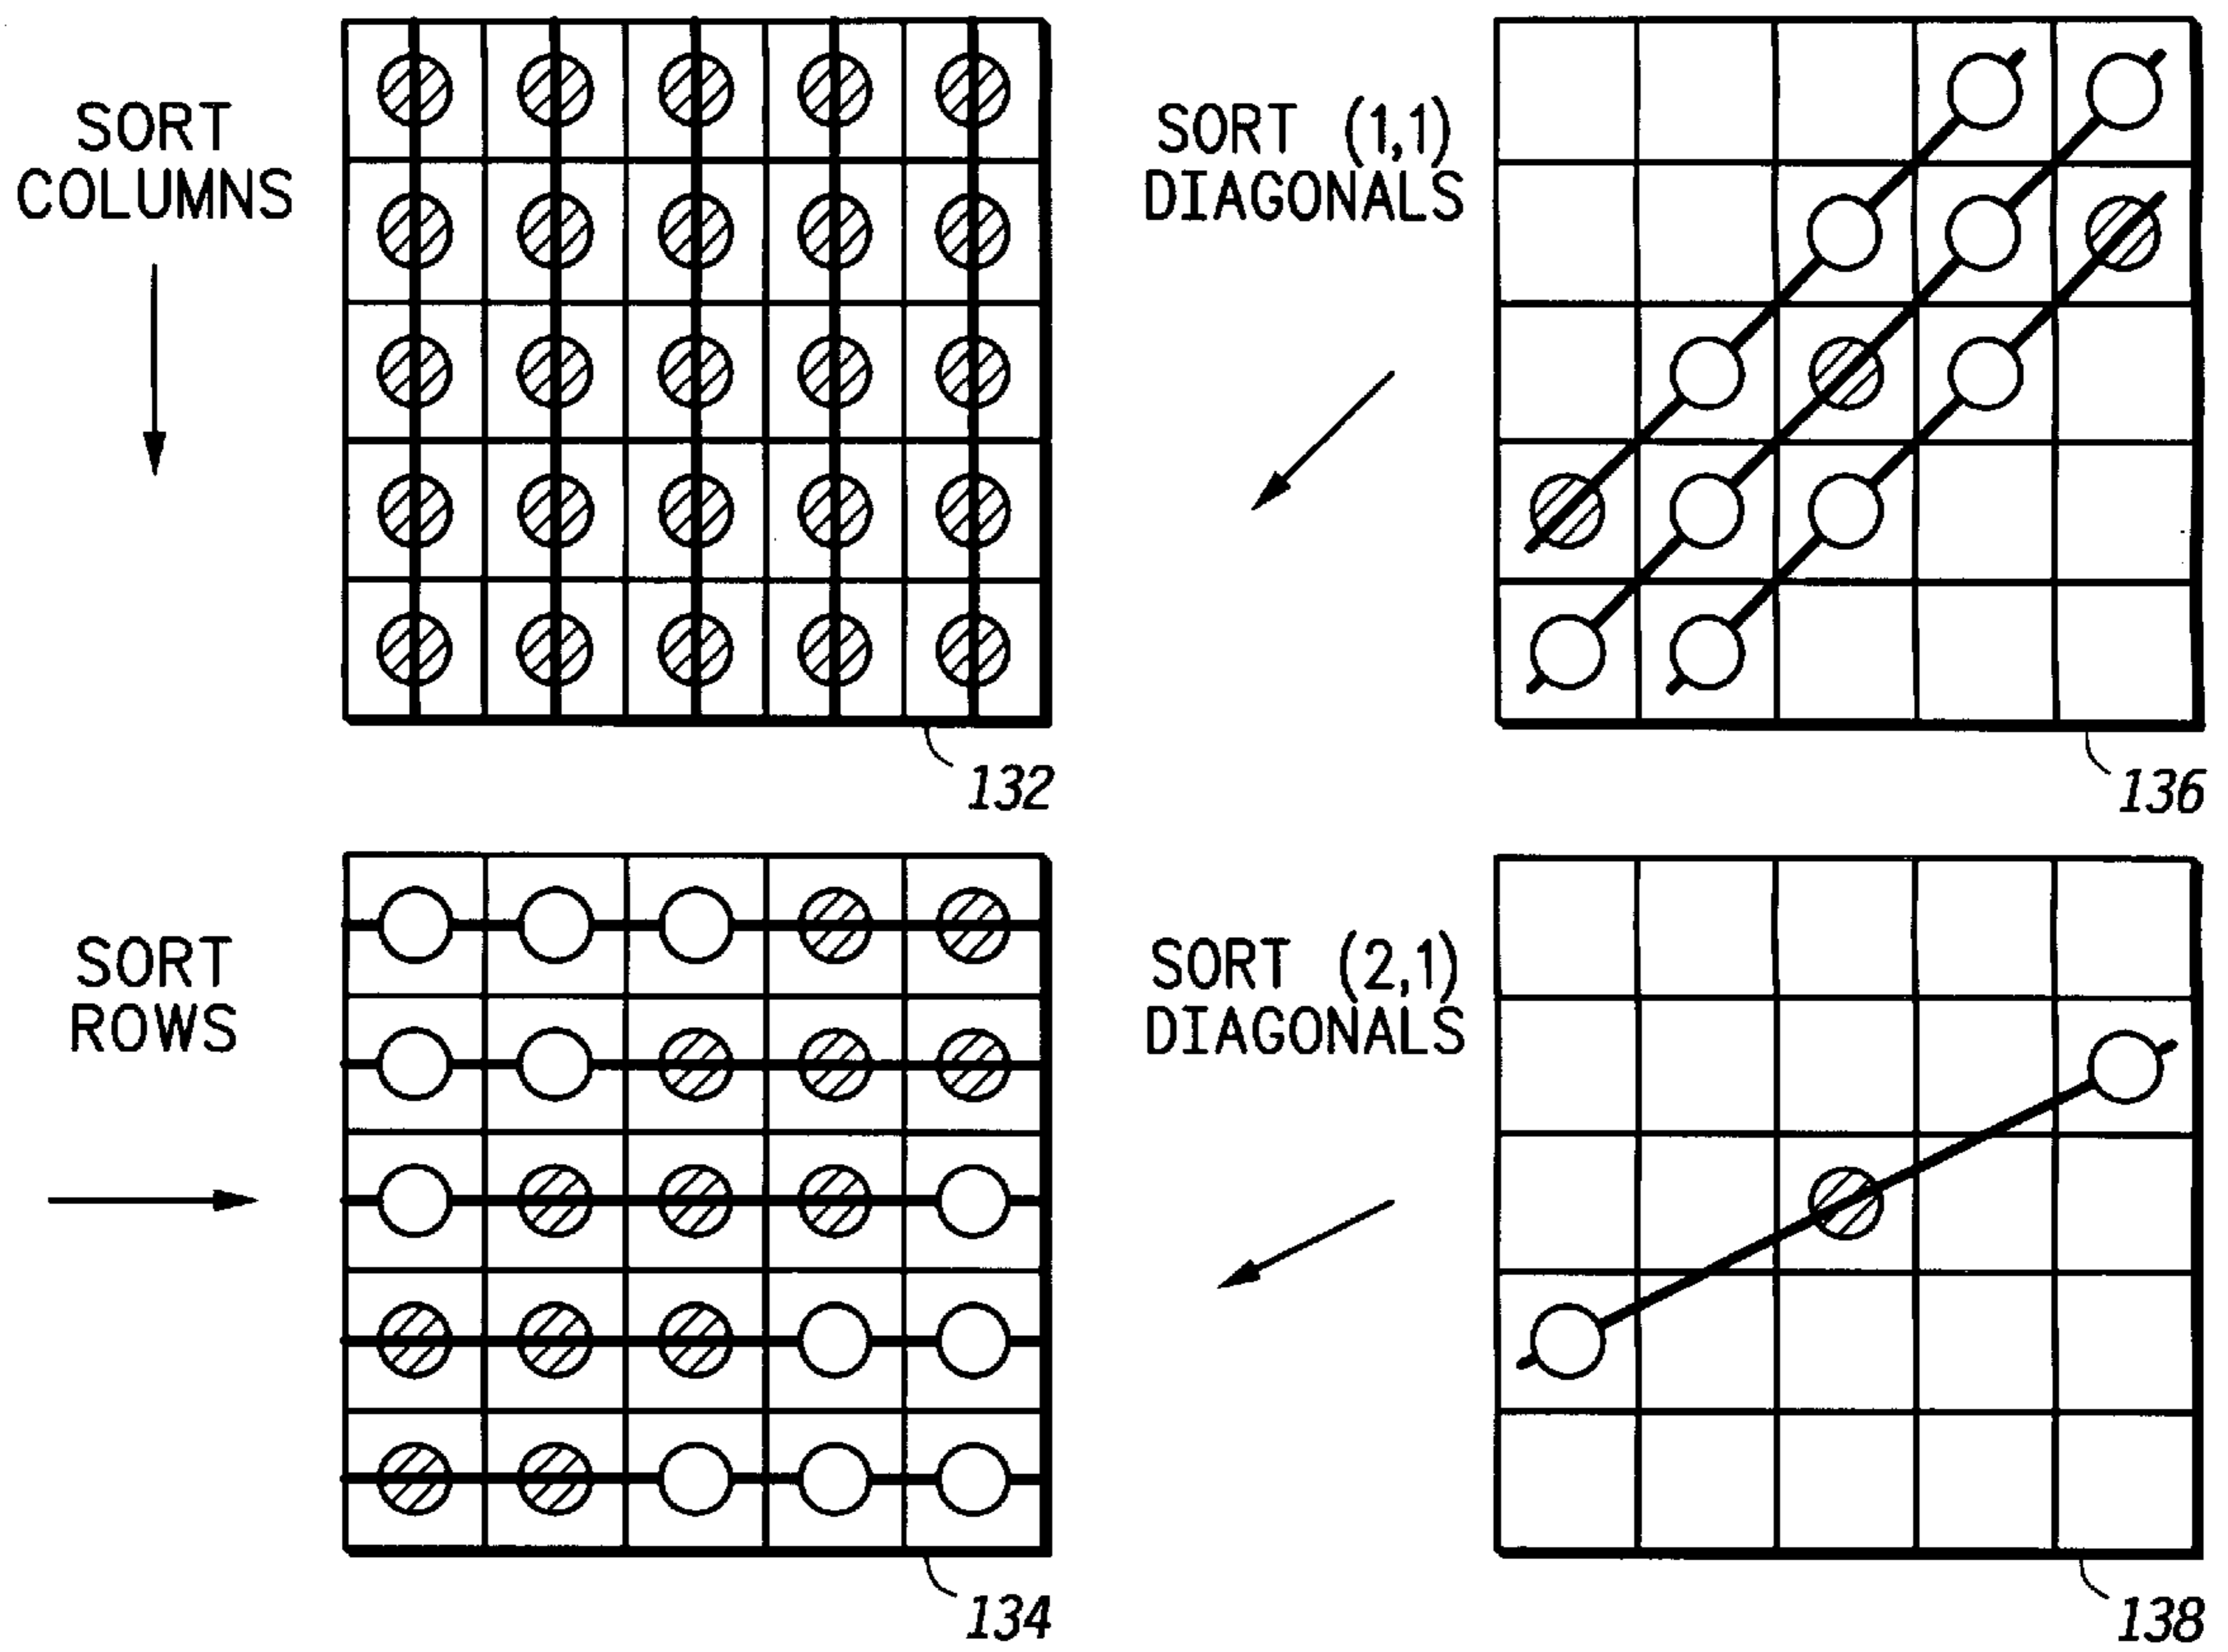 SORT
COLUMNS
132
SORT (1,1)
DIAGONALS
136
SORT
ROWS
134
SORT (2,1)
DIAGONALS
138